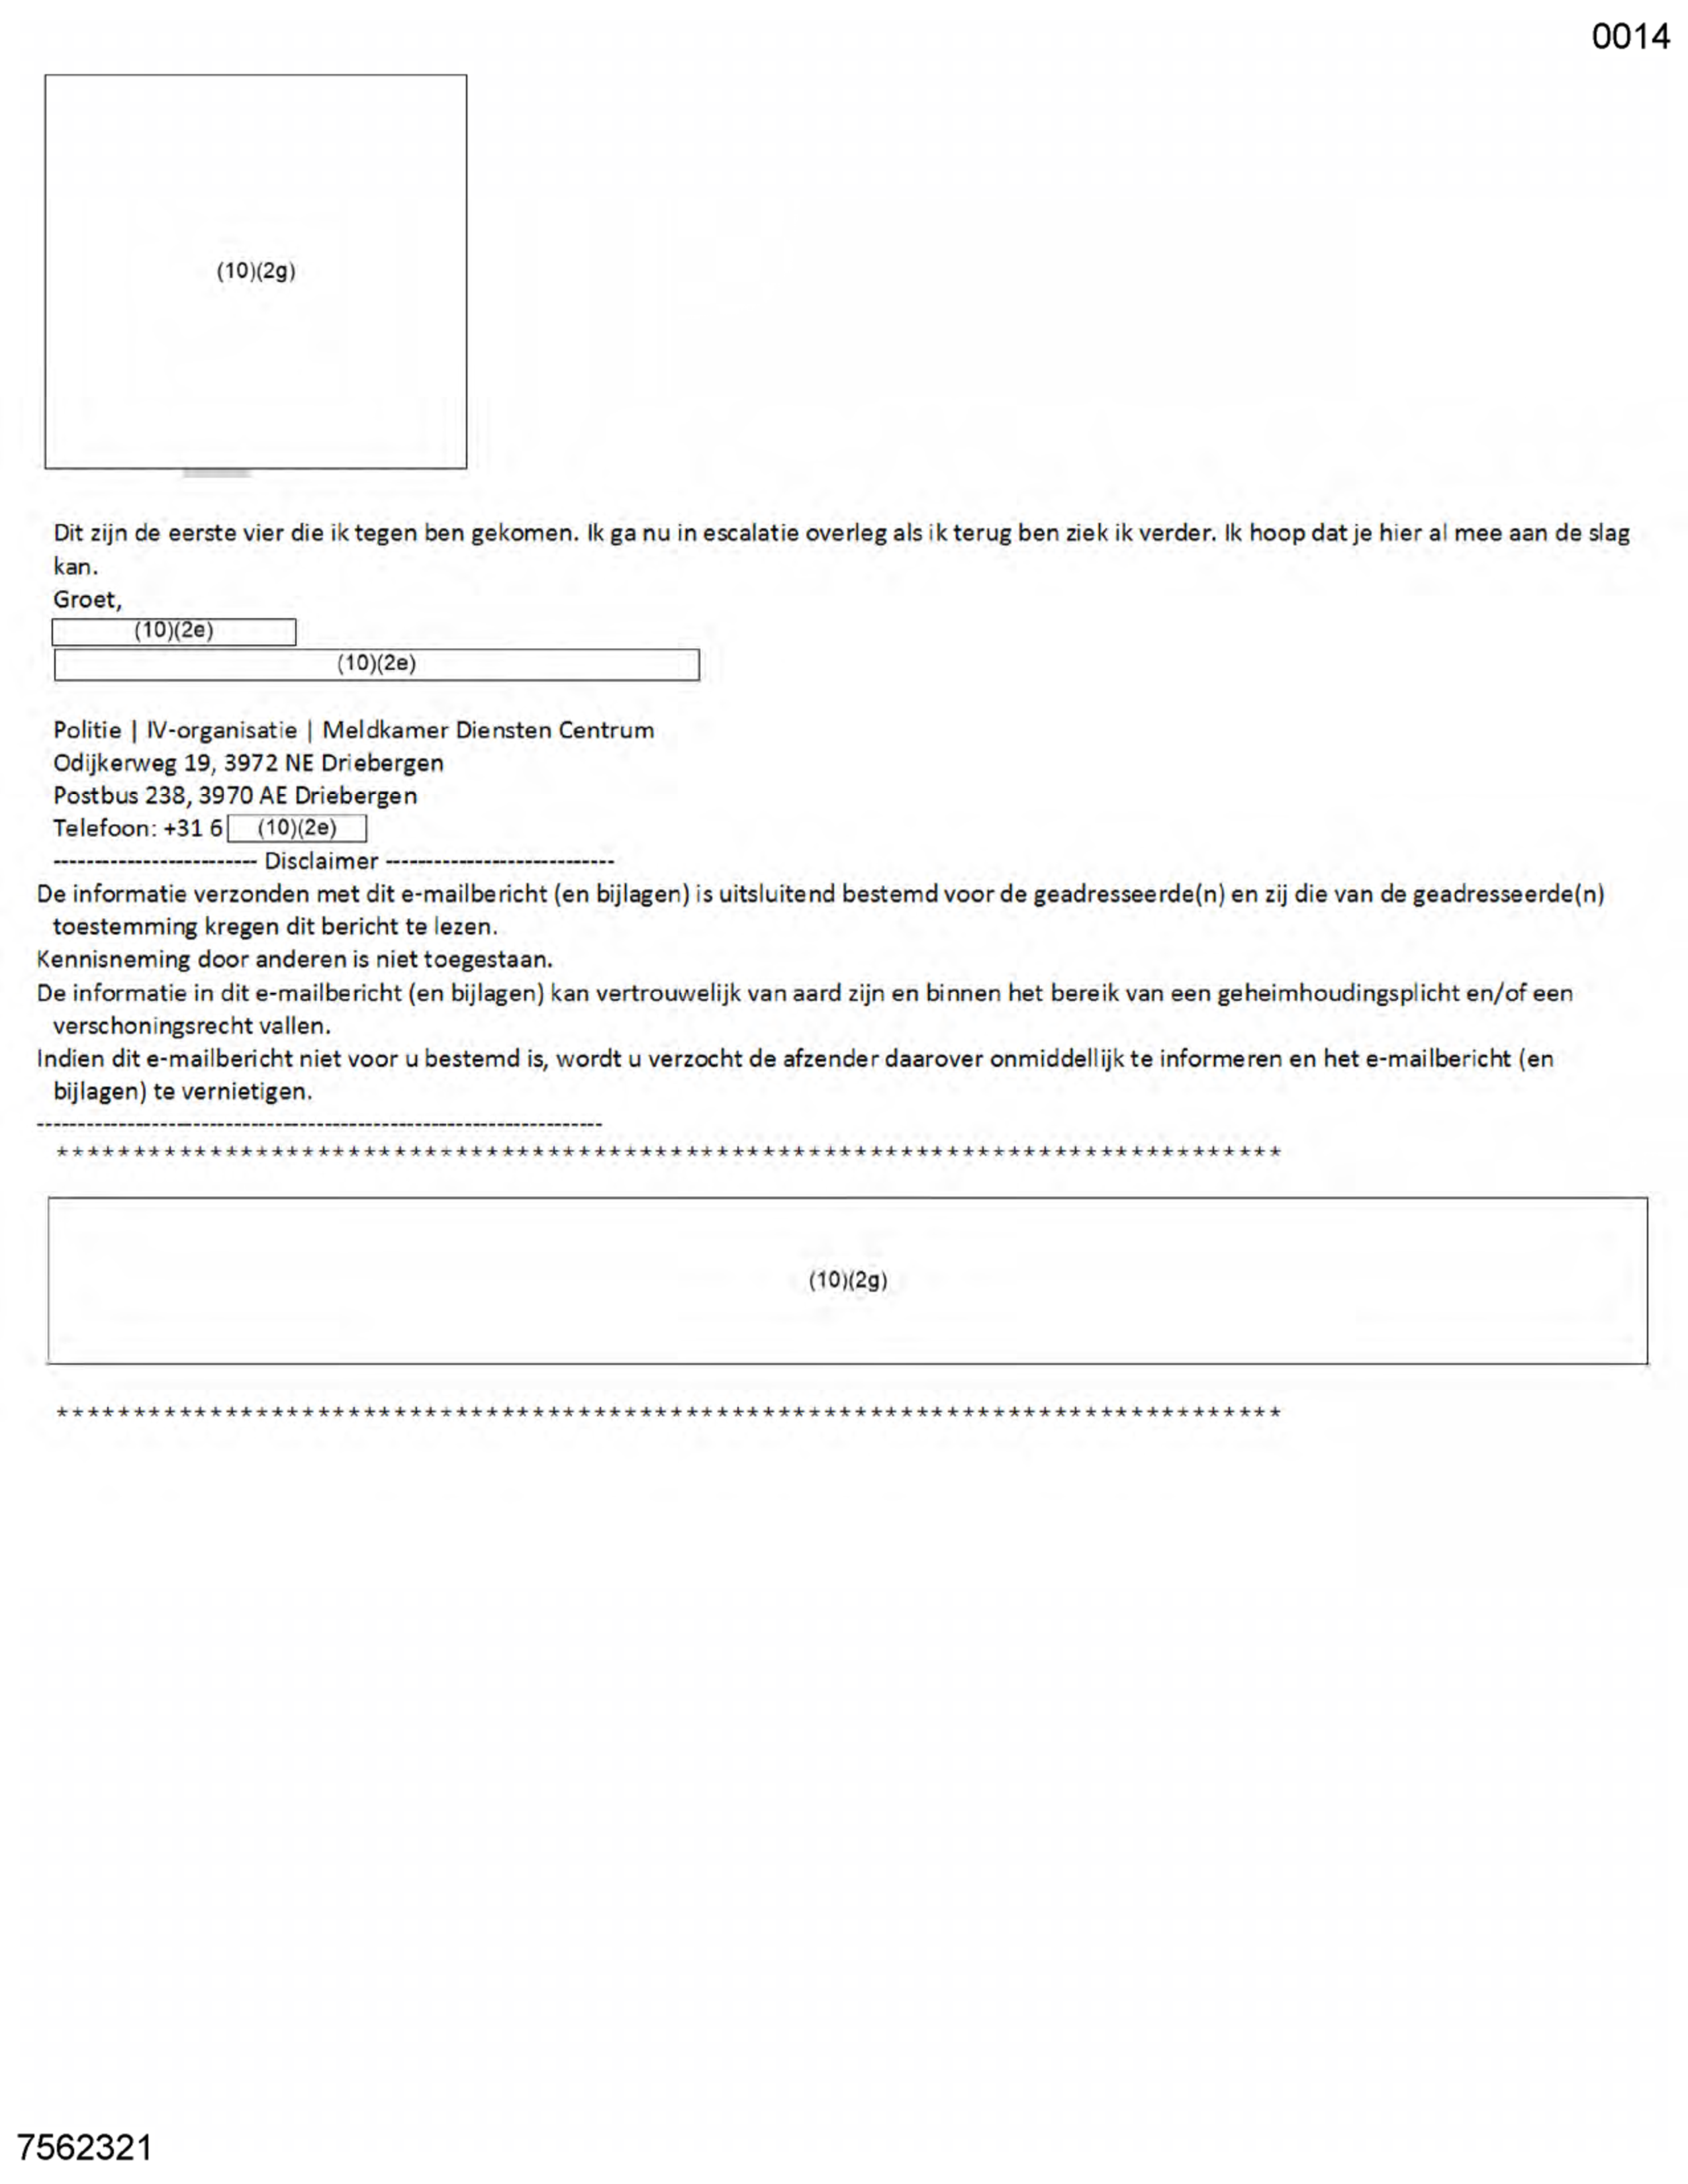 0014
(10)(2g)
Dit zijn de eerste vier die ik tegen ben gekomen. Ik ga nu in escalatie overleg als ik terug ben ziek ik verder. Ik hoop dat je hier al mee aan de slag
kan.
Groet,
(10)(2e)
(10)(2e)
Politie | IV-organisatie | Meldkamer Diensten Centrum
Odijkerweg 19, 3972 NE Driebergen
Postbus 238, 3970 AE Driebergen
Telefoon: +31 6 (10)(2e)
------------------------- Disclaimer ----------------------------
De informatie verzonden met dit e-mailbericht (en bijlagen) is uitsluitend bestemd voor de geadresseerde(n) en zij die van de geadresseerde(n)
toestemming kregen dit bericht te lezen.
Kennisneming door anderen is niet toegestaan.
De informatie in dit e-mailbericht (en bijlagen) kan vertrouwelijk van aard zijn en binnen het bereik van een geheimhoudingsplicht en/of een
verschoningsrecht vallen.
Indien dit e-mailbericht niet voor u bestemd is, wordt u verzocht de afzender daarover onmiddellijk te informeren en het e-mailbericht (en
bijlagen) te vernietigen.
---------------------------------------------------------------------
********************************************************************************
(10)(2g)
********************************************************************************
7562321